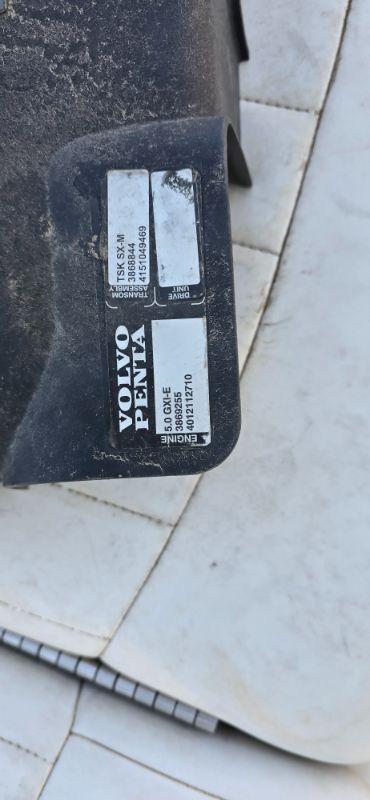 VOLVO
PENTA
ENGINE
5.0 GXI-E
3869255
4012112710
TRANSOM
ASSEMBLY
TSK SX-M
3868844
4151049469
DRIVE
UNIT